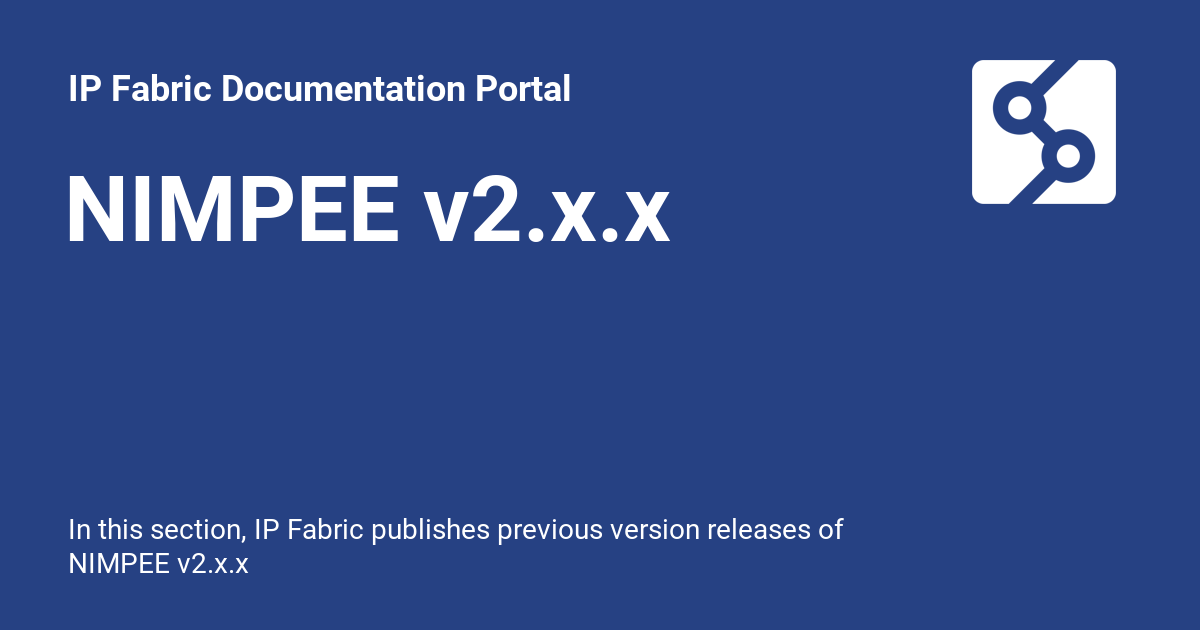 IP Fabric Documentation Portal
NIMPEE v2.x.x
In this section, IP Fabric publishes previous version releases of
NIMPEE v2.x.x